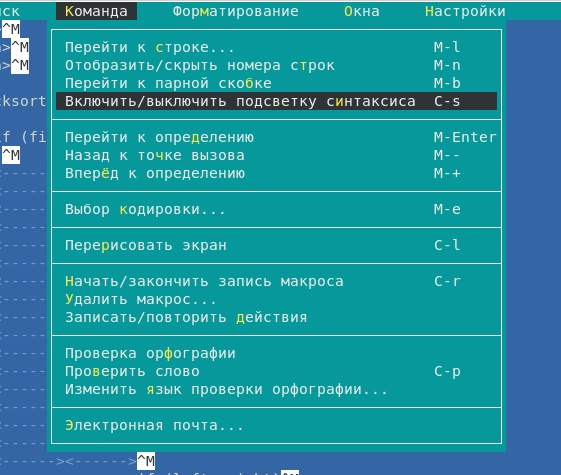 ск Команда Форматирование Окна Настройки
^M
>^M
>^M
Перейти к строке... M-l
Отобразить/скрыть номера строк M-n
Перейти к парной скобке M-b
cksort Включить/выключить подсветку синтаксиса C-s
if (fi Перейти к определению M-Enter
^M Назад к точке вызова M--
<----- Вперёд к определению M-+
<-----
<----- Выбор кодировки... M-e
<-----
<----- Перерисовать экран C-l
<-----
<----- Начать/закончить запись макроса C-r
<----- Удалить макрос...
<----- Записать/повторить действия
<-----
<----- Проверка орфографии
<----- Проверить слово C-p
<----- Изменить язык проверки орфографии...
<-----
<----- Электронная почта...
<-----
<------><------>^M